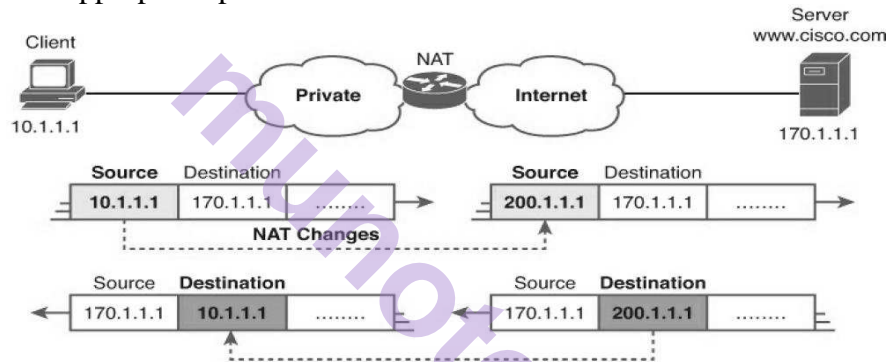 Server
www.cisco.com
Client
NAT
Private
Internet
10.1.1.1
170.1.1.1
Source Destination
10.1.1.1 170.1.1.1 ........
Source Destination
200.1.1.1 170.1.1.1 ........
NAT Changes
Source Destination
170.1.1.1 10.1.1.1 ........
Source Destination
170.1.1.1 200.1.1.1 ........